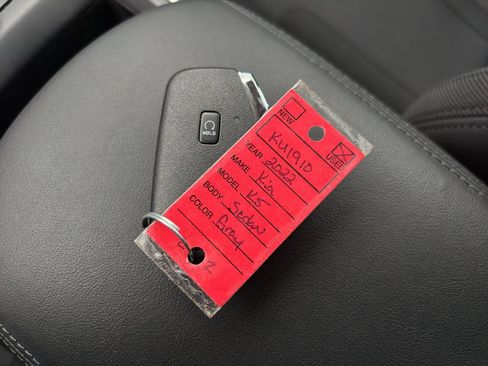 HOLD
NEW
USED
KU1910
YEAR 2022
MAKE Kia
MODEL K5
BODY Sedan
COLOR Gray